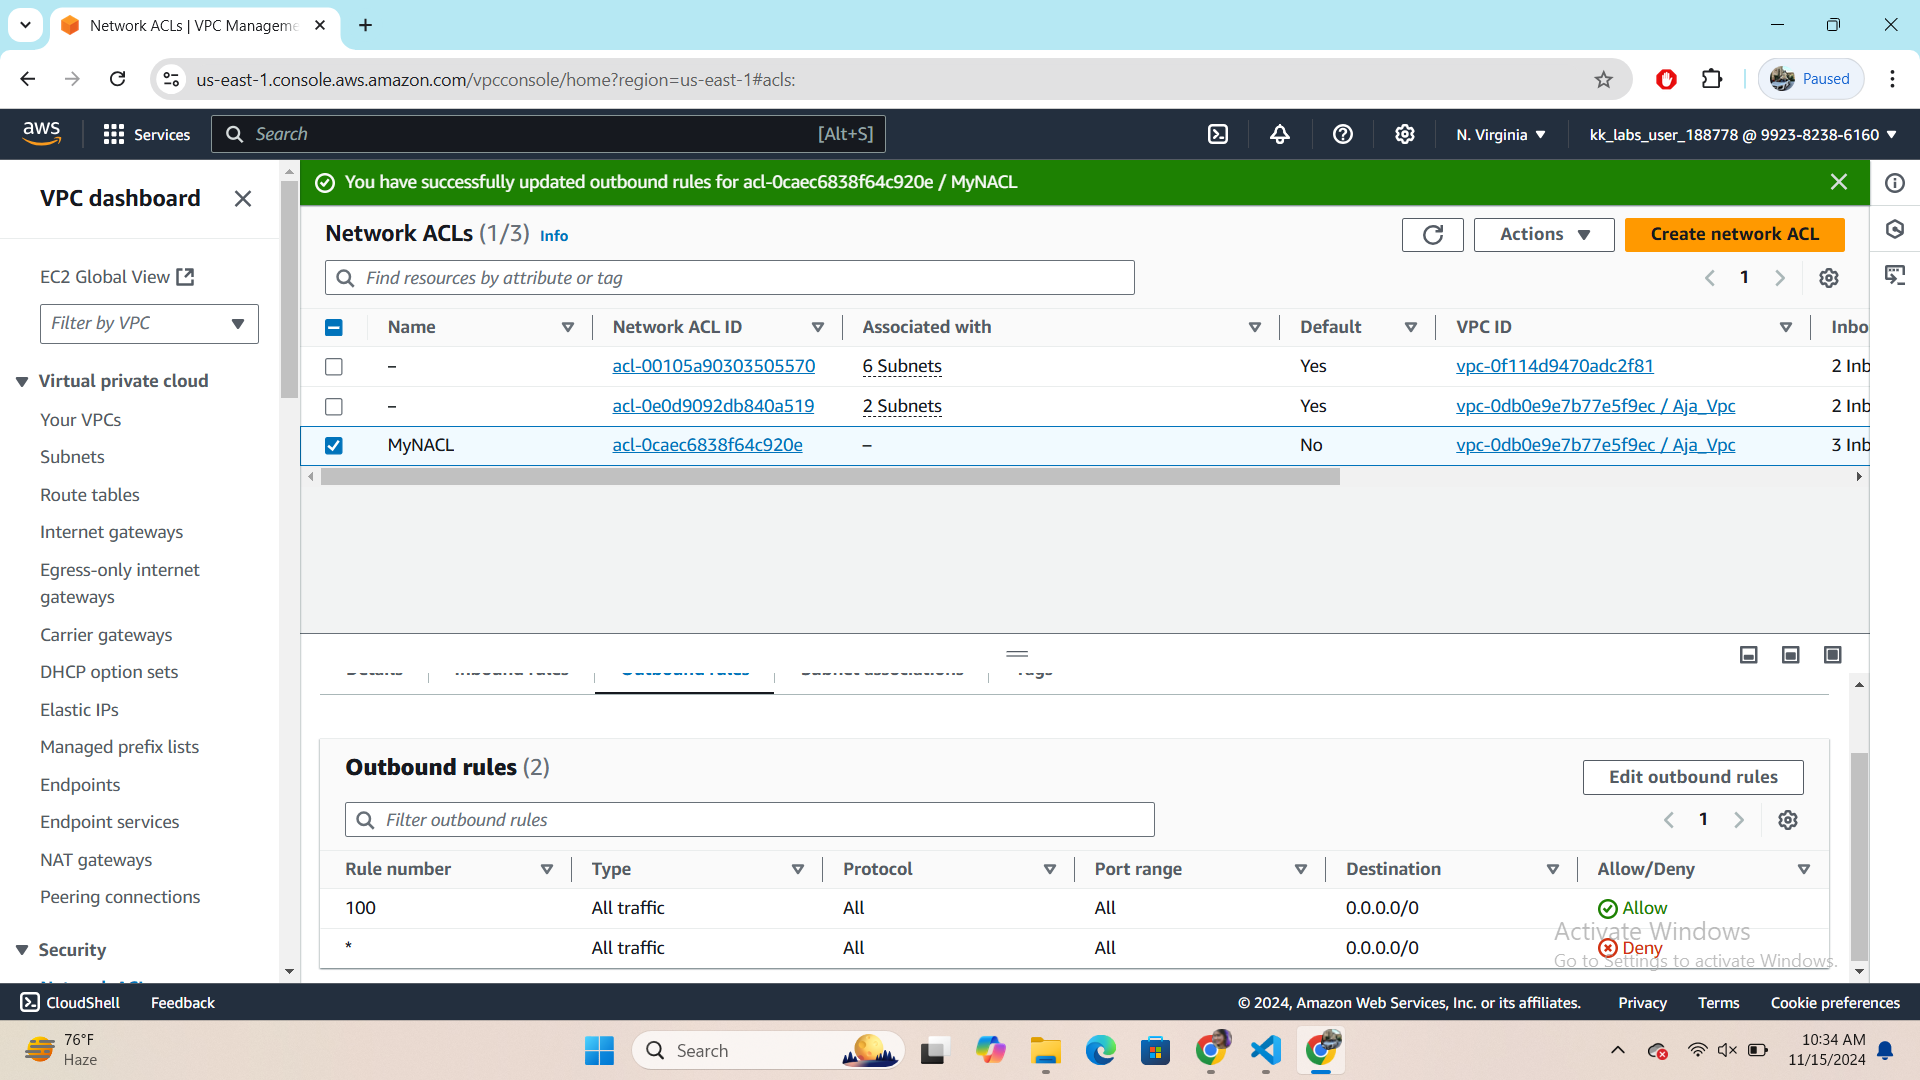 Network ACLs | VPC Manageme
us-east-1.console.aws.amazon.com/vpcconsole/home?region=us-east-1#acls:
Paused
aws
Services
Search
[Alt+S]
N. Virginia
kk_labs_user_188778 @ 9923-8238-6160
VPC dashboard
EC2 Global View
Filter by VPC
Virtual private cloud
Your VPCs
Subnets
Route tables
Internet gateways
Egress-only internet
gateways
Carrier gateways
DHCP option sets
Elastic IPs
Managed prefix lists
Endpoints
Endpoint services
NAT gateways
Peering connections
Security
You have successfully updated outbound rules for acl-0caec6838f64c920e / MyNACL
Network ACLs (1/3) Info
Actions
Create network ACL
Find resources by attribute or tag
1
Name Network ACL ID Associated with Default VPC ID Inbo
– acl-00105a90303505570 6 Subnets Yes vpc-0f114d9470adc2f81 2 Inb
– acl-0e0d9092db840a519 2 Subnets Yes vpc-0db0e9e7b77e5f9ec / Aja_Vpc 2 Inb
MyNACL acl-0caec6838f64c920e – No vpc-0db0e9e7b77e5f9ec / Aja_Vpc 3 Inb
Details Inbound rules Outbound rules Subnet associations Tags
Outbound rules (2)
Edit outbound rules
Filter outbound rules
1
Rule number Type Protocol Port range Destination Allow/Deny
100 All traffic All All 0.0.0.0/0 Allow
* All traffic All All 0.0.0.0/0 Deny
Activate Windows
Go to Settings to activate Windows.
CloudShell
Feedback
© 2024, Amazon Web Services, Inc. or its affiliates.
Privacy
Terms
Cookie preferences
76°F
Haze
Search
10:34 AM
11/15/2024